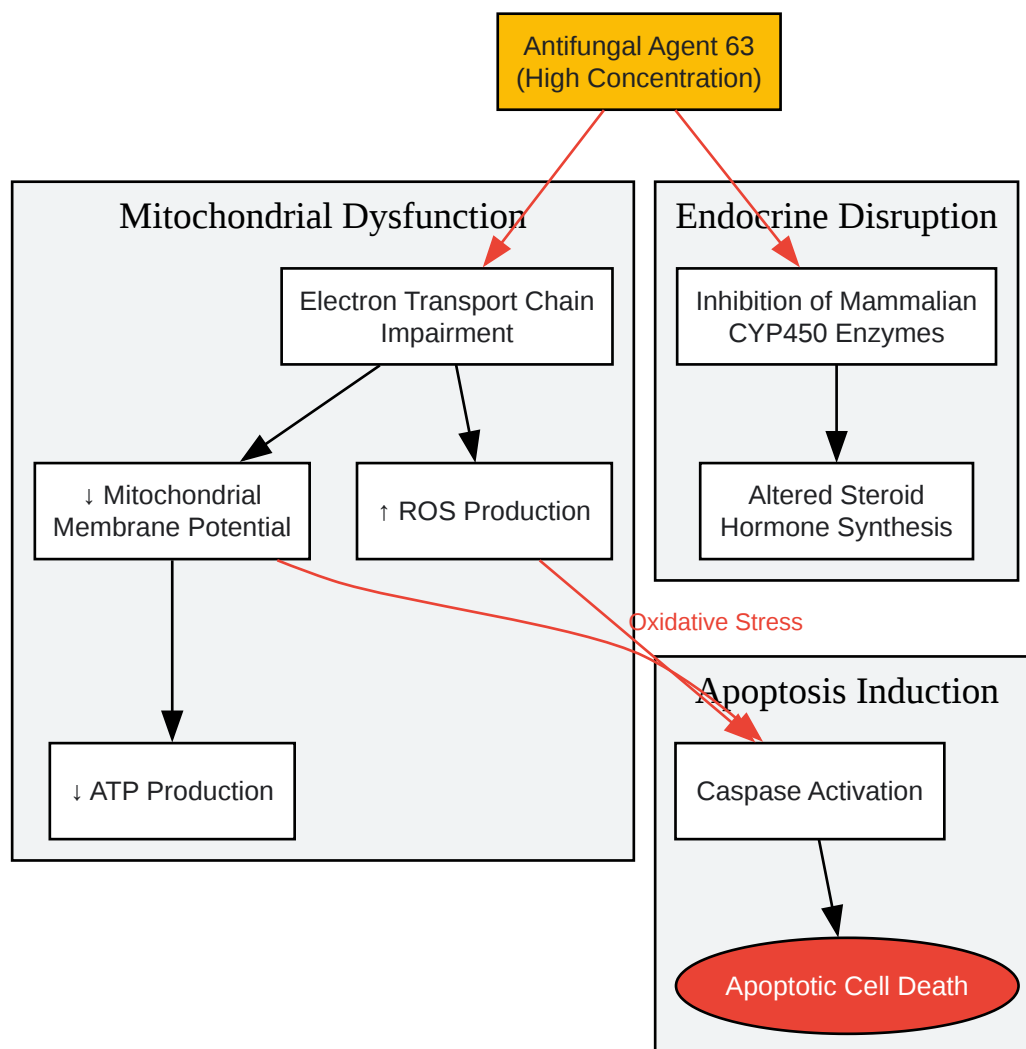 Antifungal Agent 63
(High Concentration)
Mitochondrial Dysfunction
Endocrine Disruption
Electron Transport Chain
Impairment
Inhibition of Mammalian
CYP450 Enzymes
↓ Mitochondrial
Membrane Potential
↑ ROS Production
Altered Steroid
Hormone Synthesis
Oxidative Stress
Apoptosis Induction
↓ ATP Production
Caspase Activation
Apoptotic Cell Death